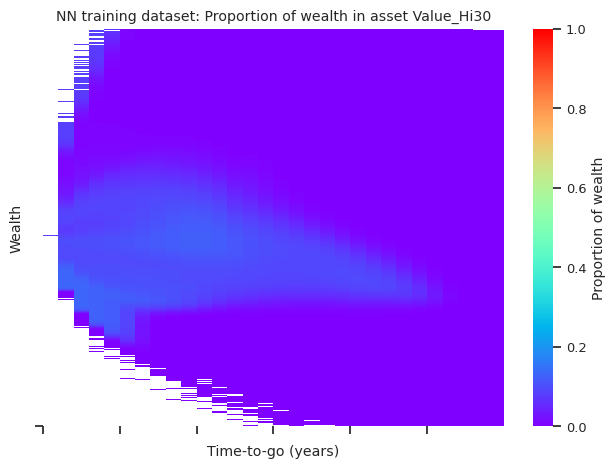 NN training dataset: Proportion of wealth in asset Value_Hi30
Wealth
Time-to-go (years)
1.0
0.8
0.6
0.4
0.2
0.0
Proportion of wealth